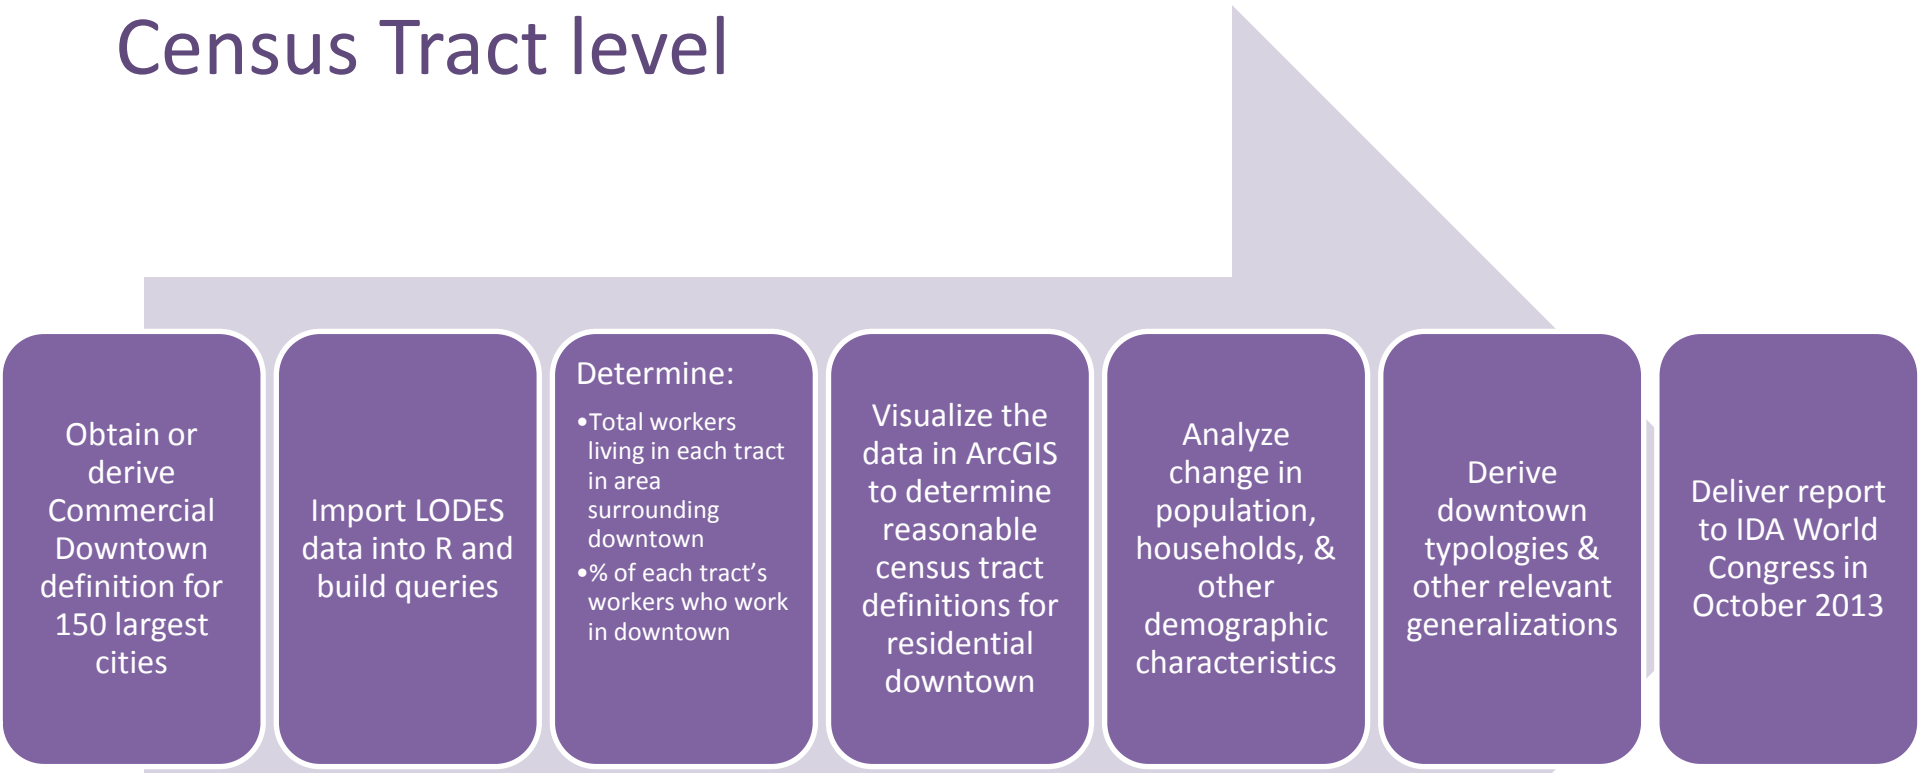 Census Tract level
Obtain or
derive
Commercial
Downtown
definition for
150 largest
cities
Import LODES
data into R and
build queries
Determine:
•Total workers
living in each tract
in area
surrounding
downtown
•% of each tract’s
workers who work
in downtown
Visualize the
data in ArcGIS
to determine
reasonable
census tract
definitions for
residential
downtown
Analyze
change in
population,
households, &
other
demographic
characteristics
Derive
downtown
typologies &
other relevant
generalizations
Deliver report
to IDA World
Congress in
October 2013